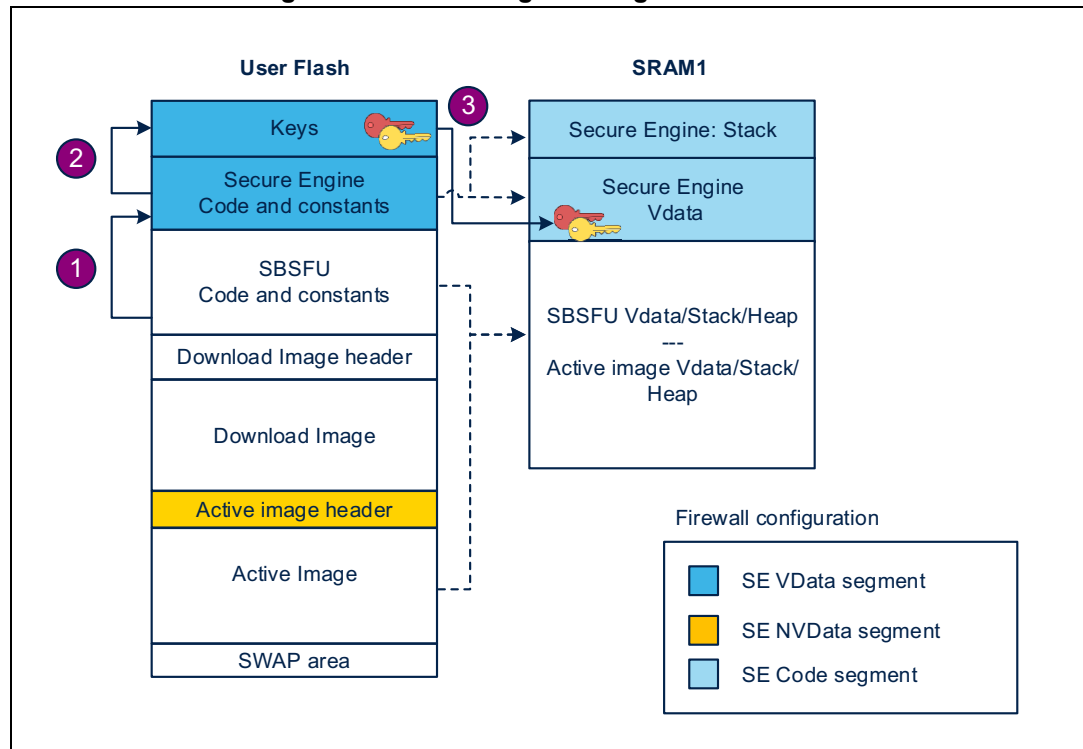 User Flash
SRAM1
3
Keys
Secure Engine: Stack
2
Secure Engine
Code and constants
Secure Engine
Vdata
1
SBSFU
Code and constants
SBSFU Vdata/Stack/Heap
---
Active image Vdata/Stack/
Heap
Download Image header
Download Image
Active image header
Active Image
SWAP area
Firewall configuration
SE VData segment
SE NVData segment
SE Code segment